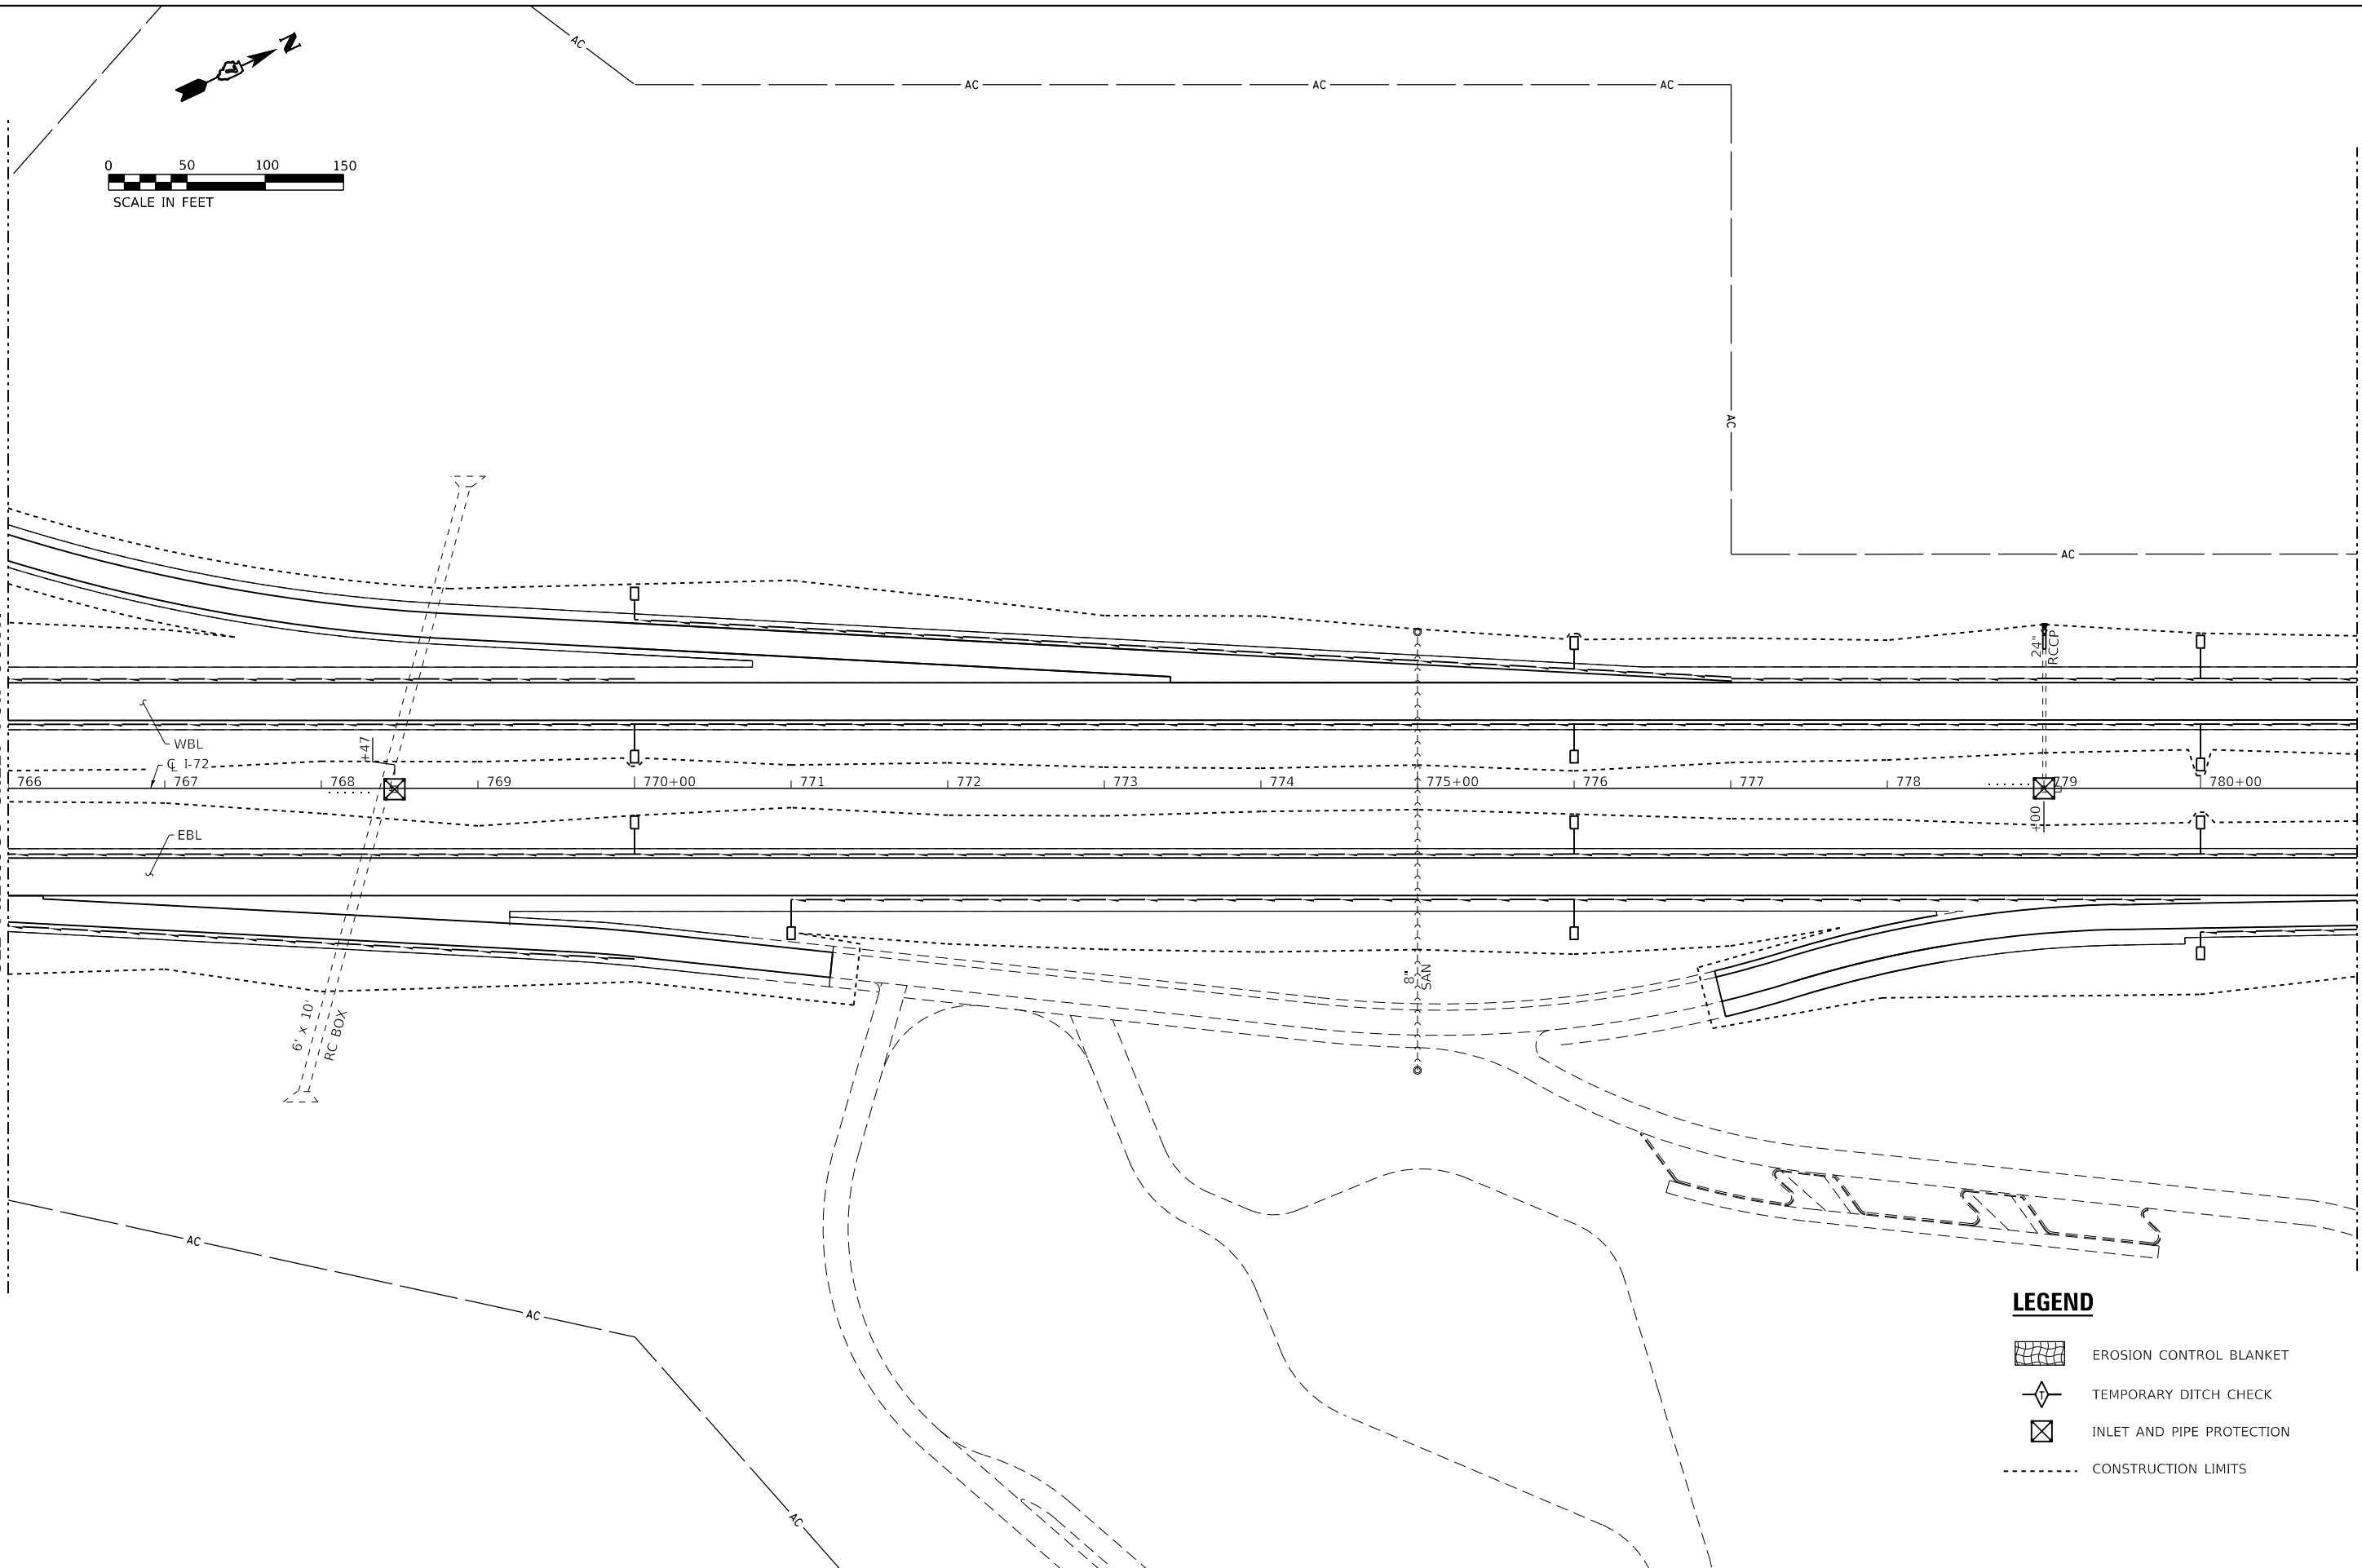 AC
N
AC AC AC
0 50 100 150
SCALE IN FEET
AC
AC
24"
RCCP
WBL
℄ I-72
+47
766 767 768 769 770+00 771 772 773 774 775+00 776 777 778 779 780+00
+00
EBL
8"
SAN
6' x 10'
RC BOX
AC
AC
AC
LEGEND
EROSION CONTROL BLANKET
T TEMPORARY DITCH CHECK
INLET AND PIPE PROTECTION
CONSTRUCTION LIMITS